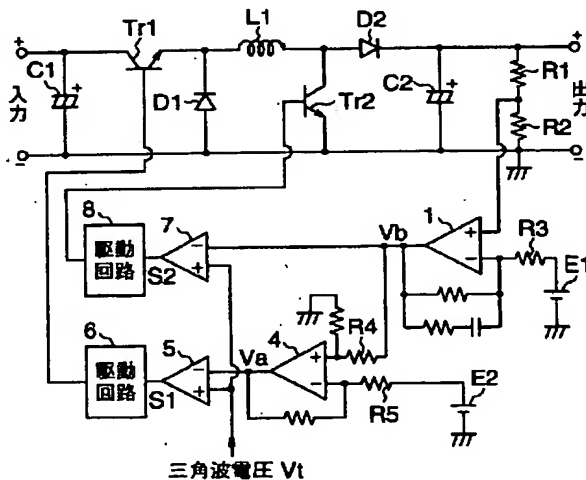 +
Tr1
L1
D2
+
C1
+
D1
Tr2
C2
+
R1
R2
入力
出力
-
-
8
駆動
回路
S2
7
-
+
Vb
1
+
-
R3
E1
6
駆動
回路
S1
5
-
+
Va
4
+
-
R4
R5
E2
三角波電圧 Vt